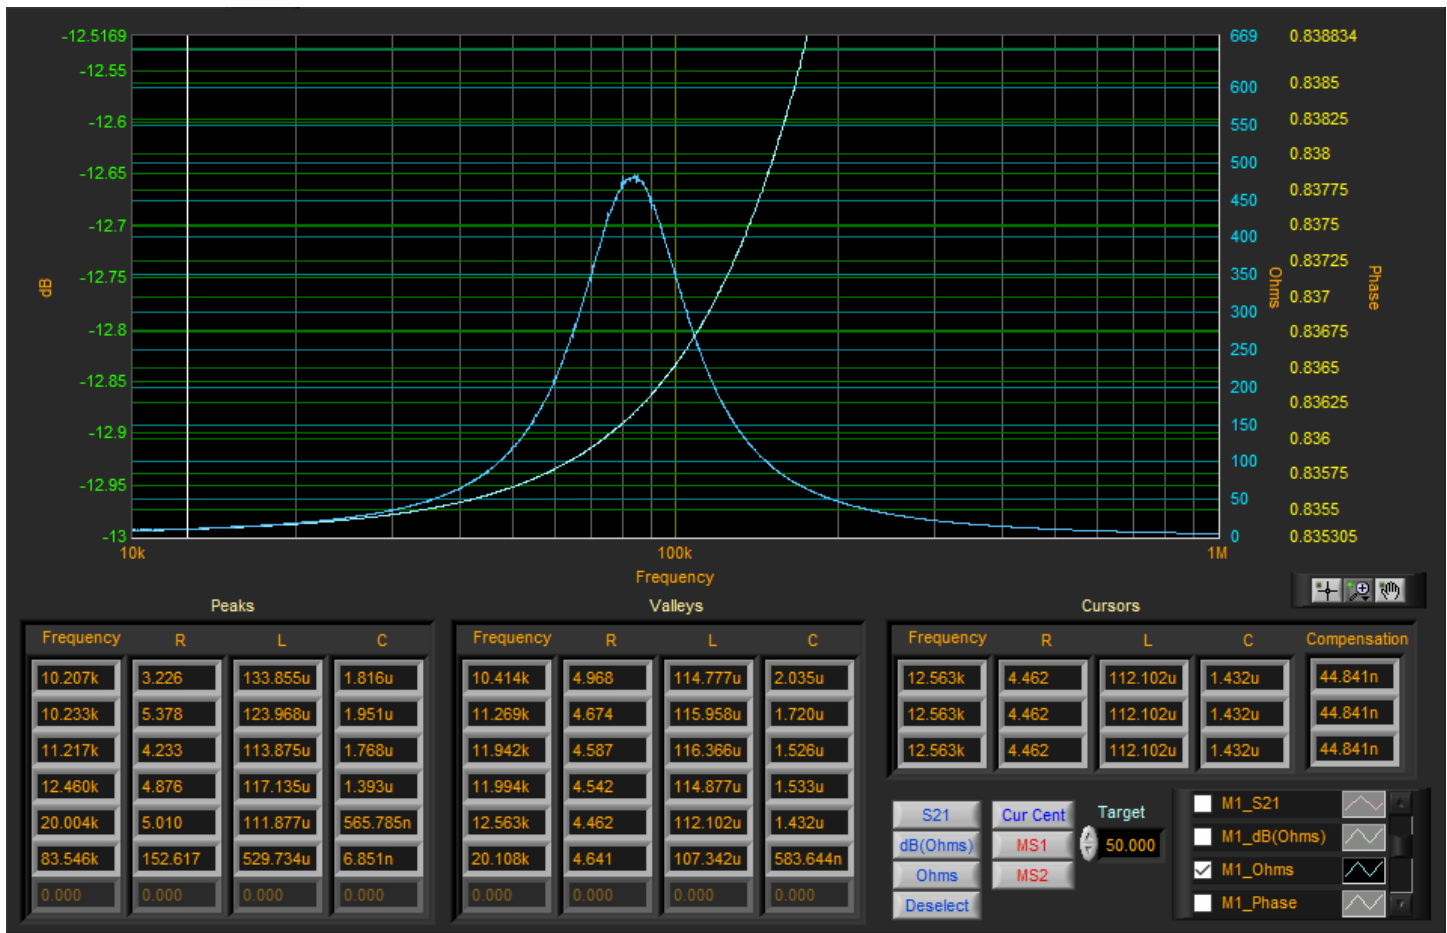 -12.5169
-12.55
-12.6
-12.65
-12.7
-12.75
-12.8
-12.85
-12.9
-12.95
-13
dB
669
600
550
500
450
400
350
300
250
200
150
100
50
0
Ohms
0.838834
0.8385
0.83825
0.838
0.83775
0.8375
0.83725
0.837
0.83675
0.8365
0.83625
0.836
0.83575
0.8355
0.835305
Phase
10k 100k 1M
Frequency
Peaks
Frequency R L C
10.207k 3.226 133.855u 1.816u
10.233k 5.378 123.968u 1.951u
11.217k 4.233 113.875u 1.768u
12.460k 4.876 117.135u 1.393u
20.004k 5.010 111.877u 565.785n
83.546k 152.617 529.734u 6.851n
0.000 0.000 0.000 0.000
Valleys
Frequency R L C
10.414k 4.968 114.777u 2.035u
11.269k 4.674 115.958u 1.720u
11.942k 4.587 116.366u 1.526u
11.994k 4.542 114.877u 1.533u
12.563k 4.462 112.102u 1.432u
20.108k 4.641 107.342u 583.644n
0.000 0.000 0.000 0.000
Cursors
Frequency R L C Compensation
12.563k 4.462 112.102u 1.432u 44.841n
12.563k 4.462 112.102u 1.432u 44.841n
12.563k 4.462 112.102u 1.432u 44.841n
S21 Cur Cent Target
dB(Ohms) MS1 50.000
Ohms MS2
Deselect
M1_S21
M1_dB(Ohms)
M1_Ohms
M1_Phase